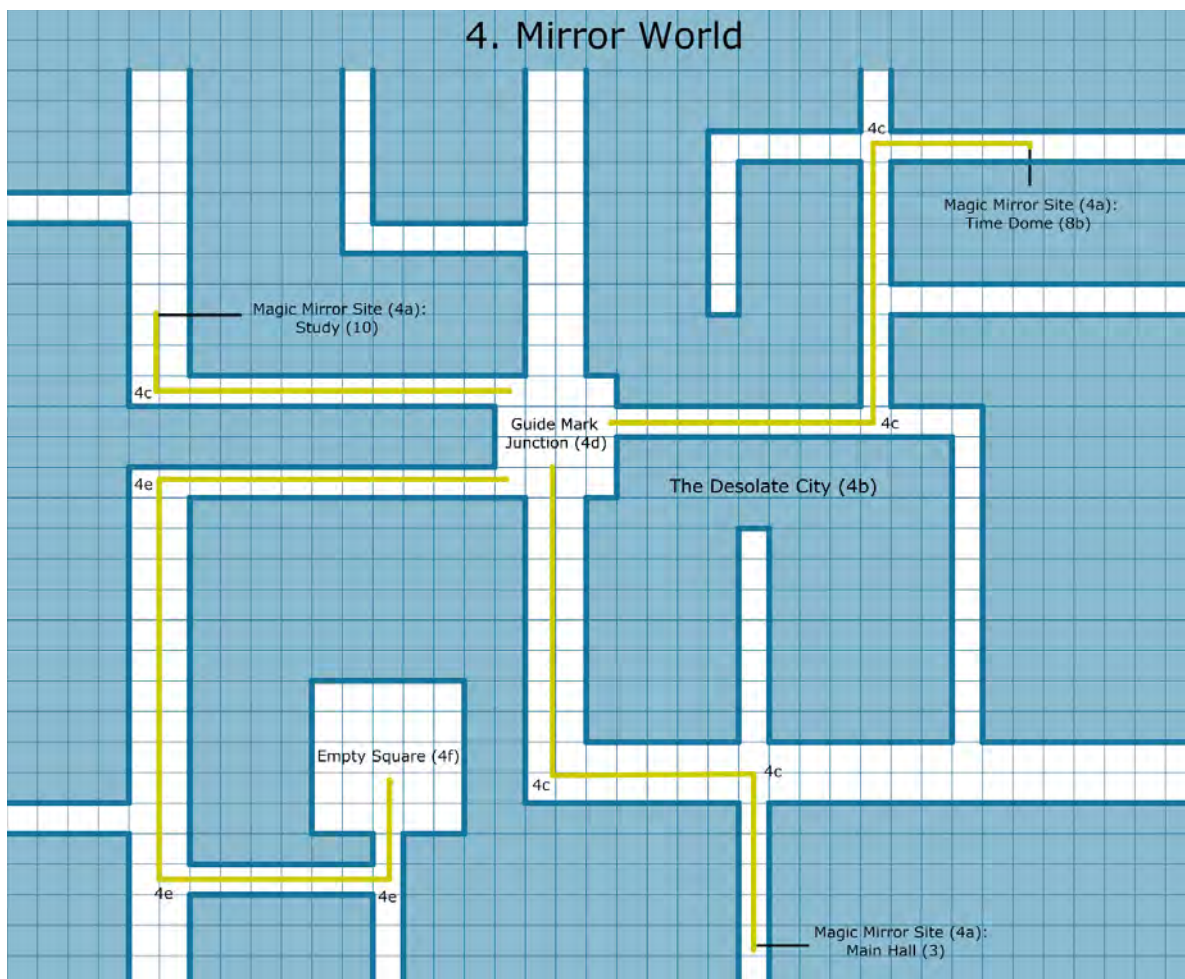 4. Mirror World
4c
Magic Mirror Site (4a):
Time Dome (8b)
Magic Mirror Site (4a):
Study (10)
4c
Guide Mark
Junction (4d)
4c
4e
The Desolate City (4b)
Empty Square (4f)
4c
4c
4e
4e
Magic Mirror Site (4a):
Main Hall (3)